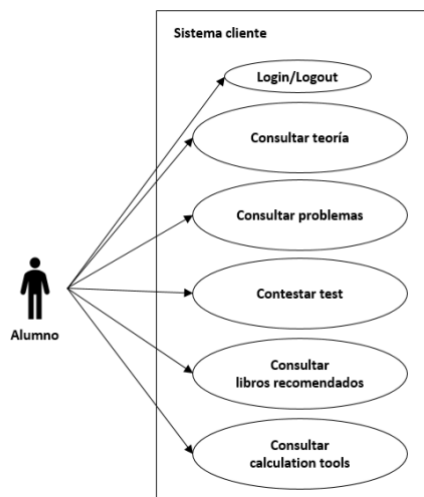 Sistema cliente
Login/Logout
Consultar teoría
Consultar problemas
Contestar test
Alumno
Consultar
libros recomendados
Consultar
calculation tools